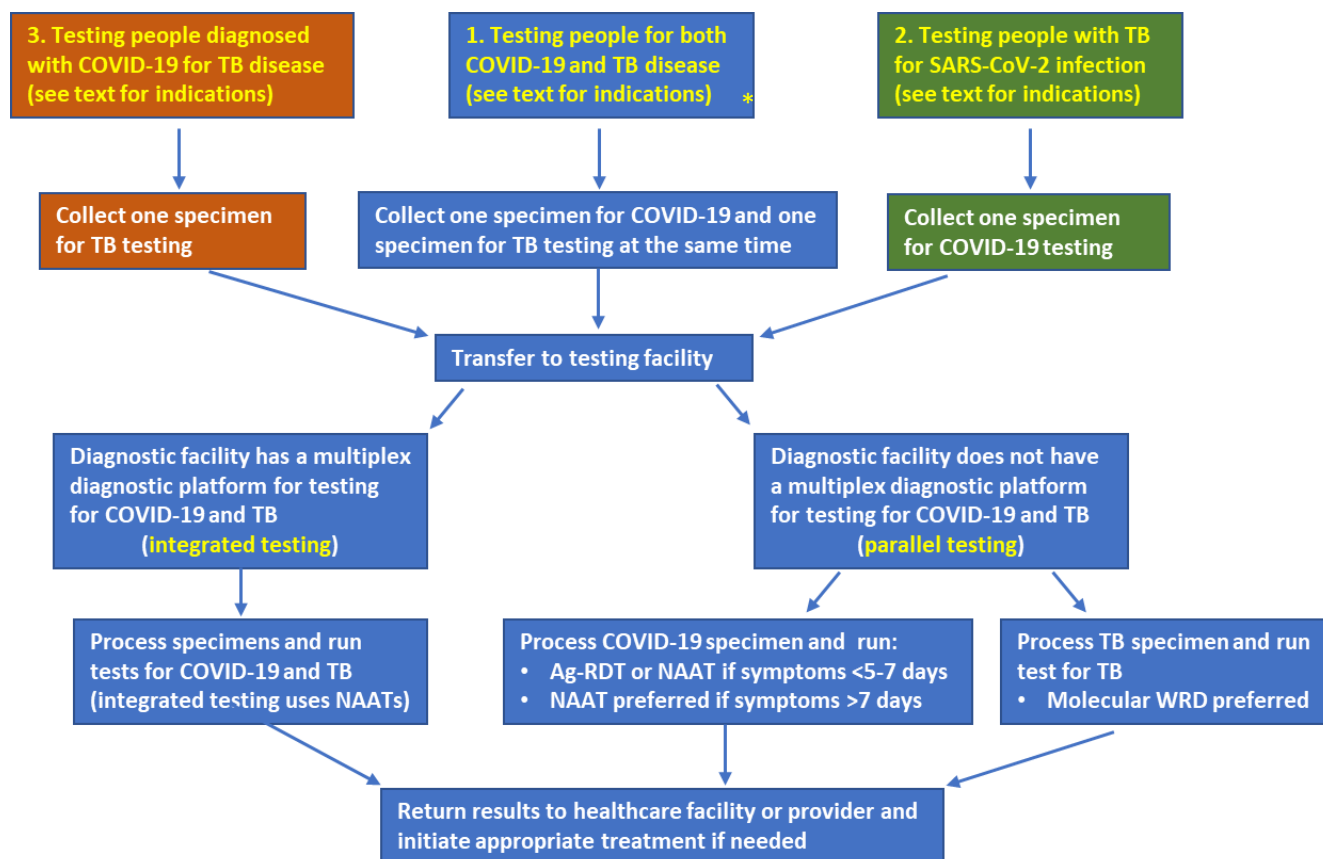 3. Testing people diagnosed
with COVID-19 for TB disease
(see text for indications)
1. Testing people for both
COVID-19 and TB disease
(see text for indications) *
2. Testing people with TB
for SARS-CoV-2 infection
(see text for indications)
Collect one specimen
for TB testing
Collect one specimen for COVID-19 and one
specimen for TB testing at the same time
Collect one specimen
for COVID-19 testing
Transfer to testing facility
Diagnostic facility has a multiplex
diagnostic platform for testing
for COVID-19 and TB
(integrated testing)
Diagnostic facility does not have
a multiplex diagnostic platform
for testing for COVID-19 and TB
(parallel testing)
Process specimens and run
tests for COVID-19 and TB
(integrated testing uses NAATs)
Process COVID-19 specimen and run:
• Ag-RDT or NAAT if symptoms <5-7 days
• NAAT preferred if symptoms >7 days
Process TB specimen and run
test for TB
• Molecular WRD preferred
Return results to healthcare facility or provider and
initiate appropriate treatment if needed